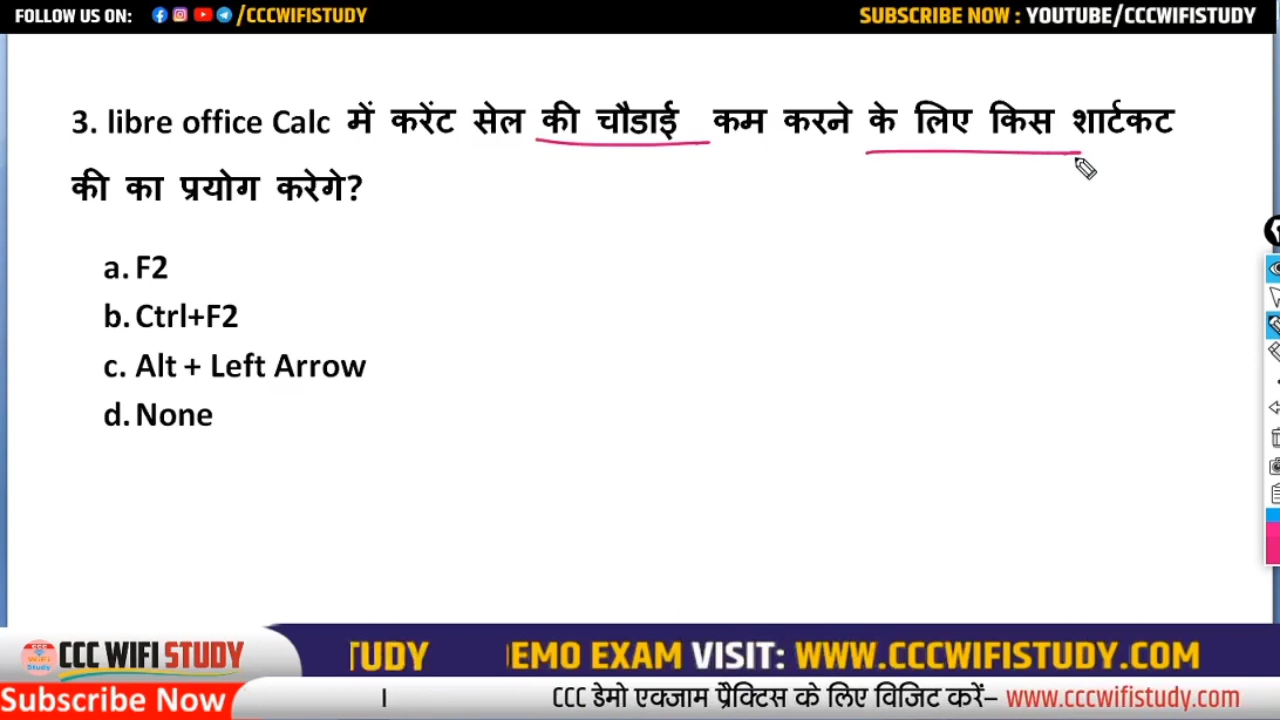 FOLLOW US ON: /CCCWIFISTUDY
SUBSCRIBE NOW : YOUTUBE/CCCWIFISTUDY
3. libre office Calc में करेंट सेल की चौडाई कम करने के लिए किस शार्टकट
की का प्रयोग करेगे?
a. F2
b. Ctrl+F2
c. Alt + Left Arrow
d. None
CCC WIFI STUDY
TUDY DEMO EXAM VISIT: WWW.CCCWIFISTUDY.COM
Subscribe Now
CCC डेमो एक्जाम प्रैक्टिस के लिए विजिट करें– www.cccwifistudy.com